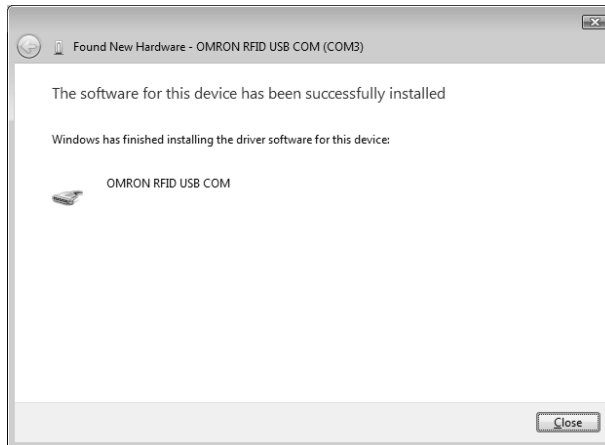 Found New Hardware - OMRON RFID USB COM (COM3)
The software for this device has been successfully installed
Windows has finished installing the driver software for this device:
OMRON RFID USB COM
Close